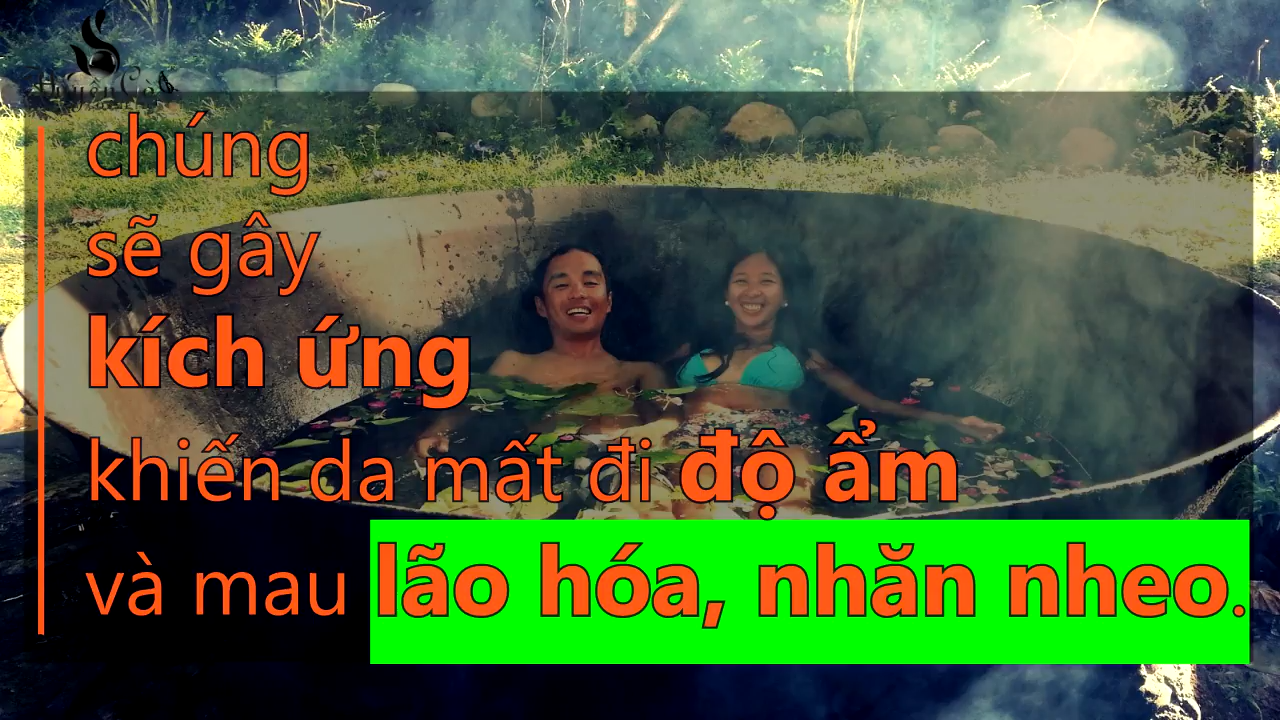 chúng
sẽ gây
kích ứng
khiến da mất đi độ ẩm
và mau lão hóa, nhăn nheo.